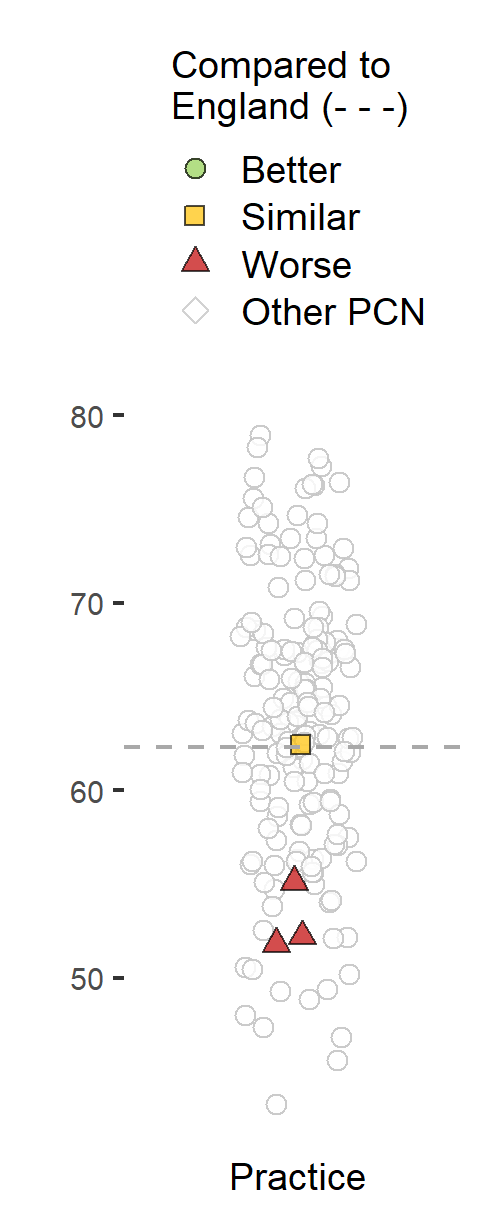 Compared to
England (- - -)
Better
Similar
Worse
Other PCN
80
70
60
50
Practice